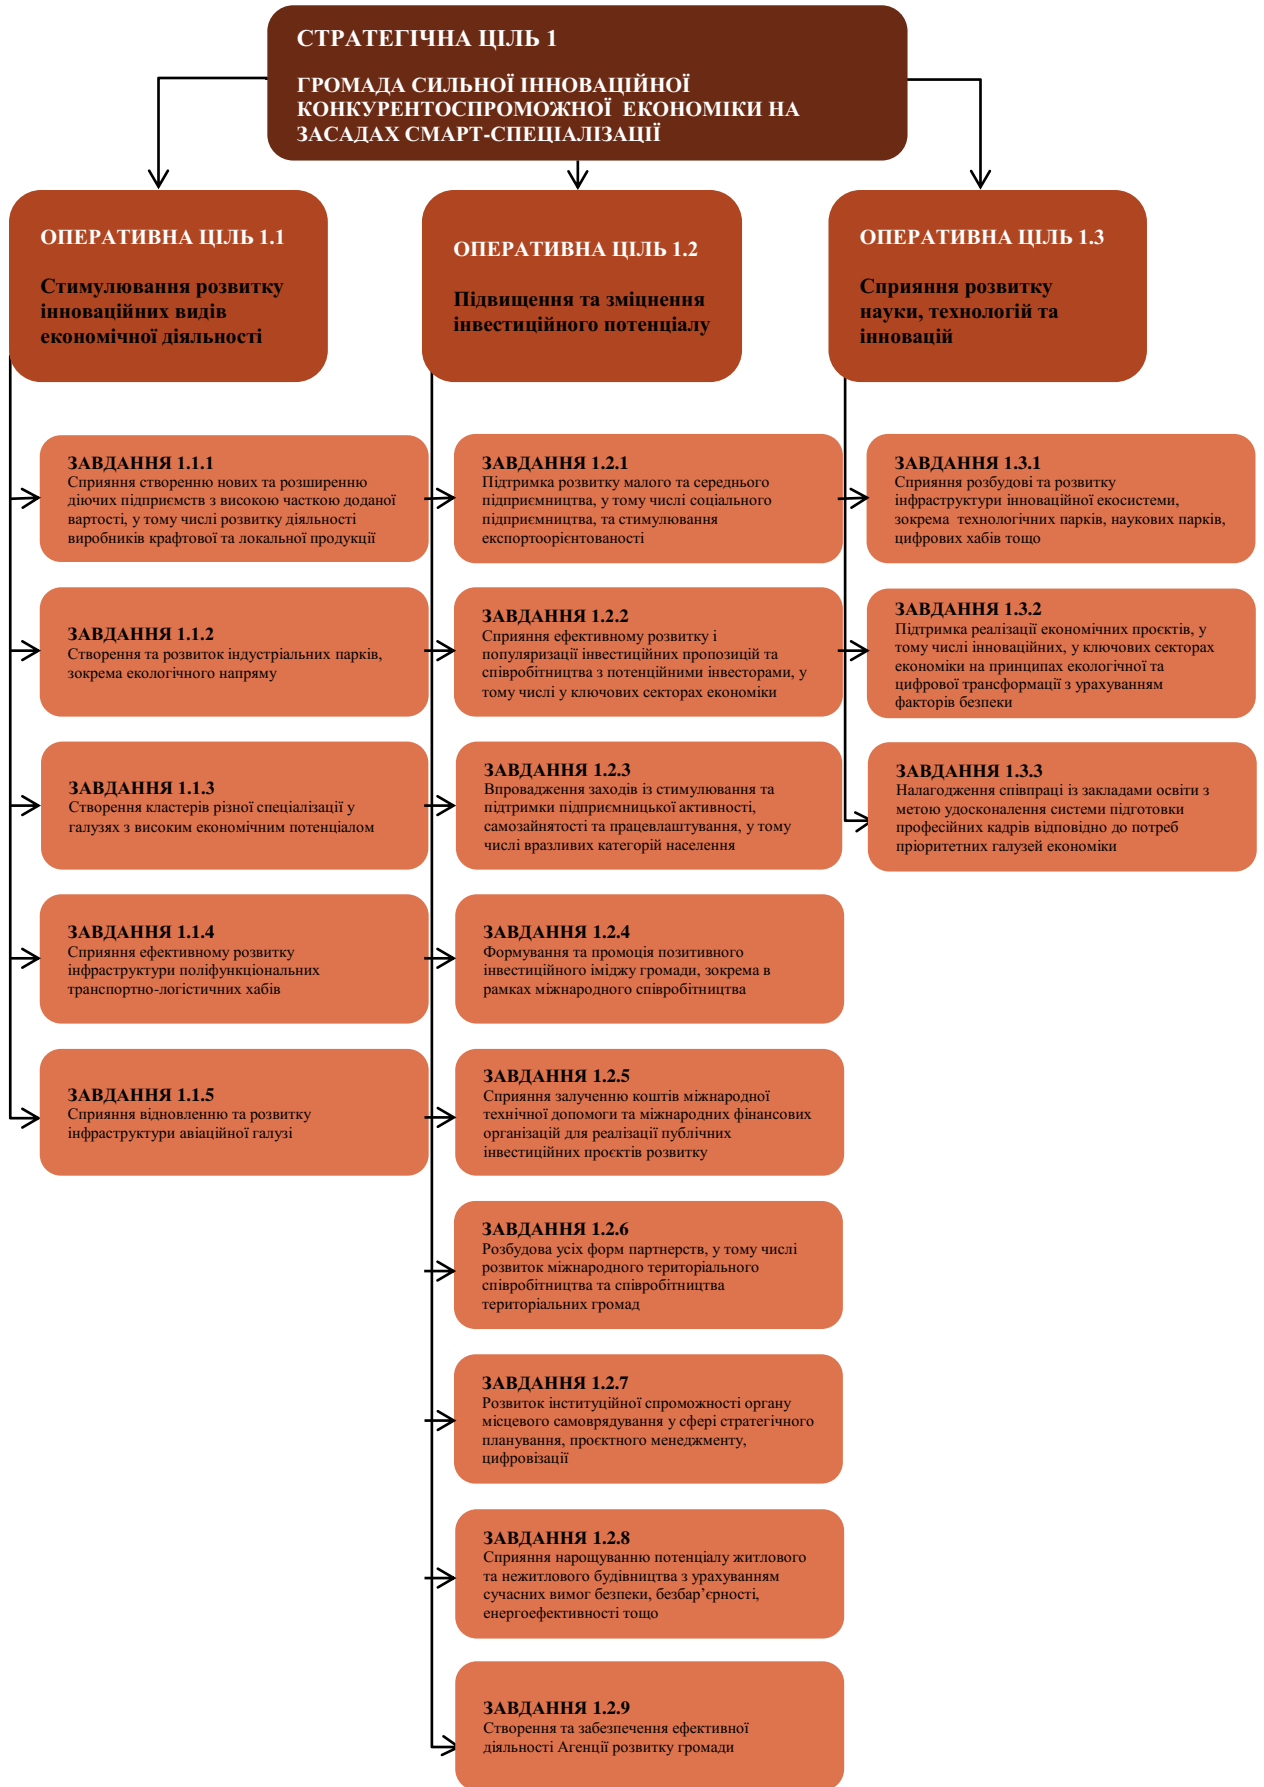 СТРАТЕГІЧНА ЦІЛЬ 1
ГРОМАДА СИЛЬНОЇ ІННОВАЦІЙНОЇ
КОНКУРЕНТОСПРОМОЖНОЇ ЕКОНОМІКИ НА
ЗАСАДАХ СМАРТ-СПЕЦІАЛІЗАЦІЇ
ОПЕРАТИВНА ЦІЛЬ 1.1
Стимулювання розвитку
інноваційних видів
економічної діяльності
ЗАВДАННЯ 1.1.1
Сприяння створенню нових та розширенню
діючих підприємств з високою часткою доданої
вартості, у тому числі розвитку діяльності
виробників крафтової та локальної продукції
ЗАВДАННЯ 1.1.2
Створення та розвиток індустріальних парків,
зокрема екологічного напряму
ЗАВДАННЯ 1.1.3
Створення кластерів різної спеціалізації у
галузях з високим економічним потенціалом
ЗАВДАННЯ 1.1.4
Сприяння ефективному розвитку
інфраструктури поліфункціональних
транспортно-логістичних хабів
ЗАВДАННЯ 1.1.5
Сприяння відновленню та розвитку
інфраструктури авіаційної галузі
ОПЕРАТИВНА ЦІЛЬ 1.2
Підвищення та зміцнення
інвестиційного потенціалу
ЗАВДАННЯ 1.2.1
Підтримка розвитку малого та середнього
підприємництва, у тому числі соціального
підприємництва, та стимулювання
експортоорієнтованості
ЗАВДАННЯ 1.2.2
Сприяння ефективному розвитку і
популяризації інвестиційних пропозицій та
співробітництва з потенційними інвесторами, у
тому числі у ключових секторах економіки
ЗАВДАННЯ 1.2.3
Впровадження заходів із стимулювання та
підтримки підприємницької активності,
самозайнятості та працевлаштування, у тому
числі вразливих категорій населення
ЗАВДАННЯ 1.2.4
Формування та промоція позитивного
інвестиційного іміджу громади, зокрема в
рамках міжнародного співробітництва
ЗАВДАННЯ 1.2.5
Сприяння залученню коштів міжнародної
технічної допомоги та міжнародних фінансових
організацій для реалізації публічних
інвестиційних проєктів розвитку
ЗАВДАННЯ 1.2.6
Розбудова усіх форм партнерств, у тому числі
розвиток міжнародного територіального
співробітництва та співробітництва
територіальних громад
ЗАВДАННЯ 1.2.7
Розвиток інституційної спроможності органу
місцевого самоврядування у сфері стратегічного
планування, проєктного менеджменту,
цифровізації
ЗАВДАННЯ 1.2.8
Сприяння нарощуванню потенціалу житлового
та нежитлового будівництва з урахуванням
сучасних вимог безпеки, безбар’єрності,
енергоефективності тощо
ЗАВДАННЯ 1.2.9
Створення та забезпечення ефективної
діяльності Агенції розвитку громади
ОПЕРАТИВНА ЦІЛЬ 1.3
Сприяння розвитку
науки, технологій та
інновацій
ЗАВДАННЯ 1.3.1
Сприяння розбудові та розвитку
інфраструктури інноваційної екосистеми,
зокрема технологічних парків, наукових парків,
цифрових хабів тощо
ЗАВДАННЯ 1.3.2
Підтримка реалізації економічних проєктів, у
тому числі інноваційних, у ключових секторах
економіки на принципах екологічної та
цифрової трансформації з урахуванням
факторів безпеки
ЗАВДАННЯ 1.3.3
Налагодження співпраці із закладами освіти з
метою удосконалення системи підготовки
професійних кадрів відповідно до потреб
пріоритетних галузей економіки